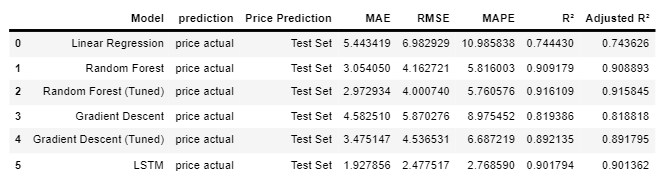 Model prediction Price Prediction MAE RMSE MAPE R² Adjusted R²
0 Linear Regression price actual Test Set 5.443419 6.982929 10.985838 0.744430 0.743626
1 Random Forest price actual Test Set 3.054050 4.162721 5.816003 0.909179 0.908893
2 Random Forest (Tuned) price actual Test Set 2.972934 4.000740 5.760576 0.916109 0.915845
3 Gradient Descent price actual Test Set 4.582510 5.870276 8.975452 0.819386 0.818818
4 Gradient Descent (Tuned) price actual Test Set 3.475147 4.536531 6.687219 0.892135 0.891795
5 LSTM price actual Test Set 1.927856 2.477517 2.768590 0.901794 0.901362